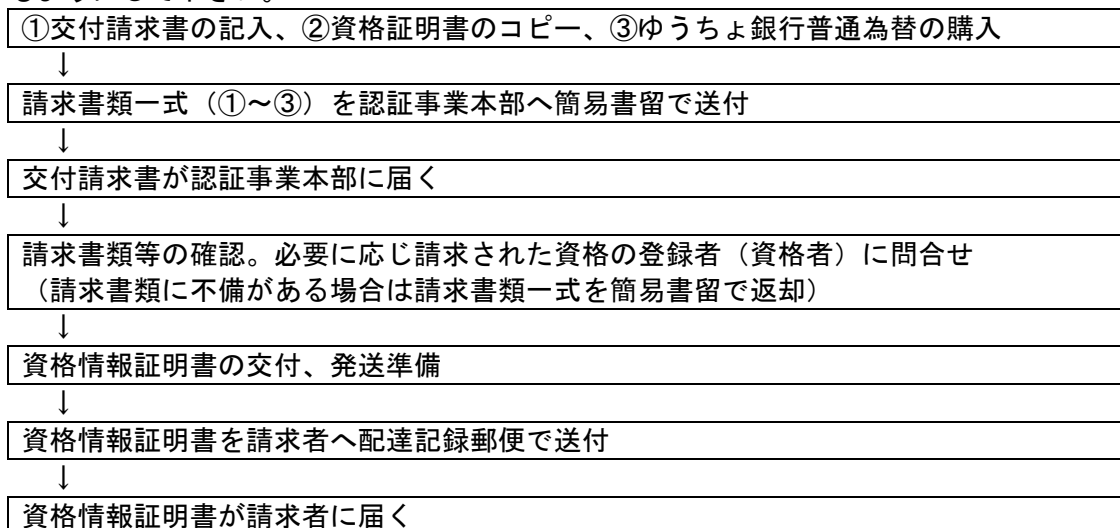 ①交付請求書の記入、②資格証明書のコピー、③ゆうちょ銀行普通為替の購入
↓
請求書類一式（①～③）を認証事業本部へ簡易書留で送付
↓
交付請求書が認証事業本部に届く
↓
請求書類等の確認。必要に応じ請求された資格の登録者（資格者）に問合せ
（請求書類に不備がある場合は請求書類一式を簡易書留で返却）
↓
資格情報証明書の交付、発送準備
↓
資格情報証明書を請求者へ配達記録郵便で送付
↓
資格情報証明書が請求者に届く